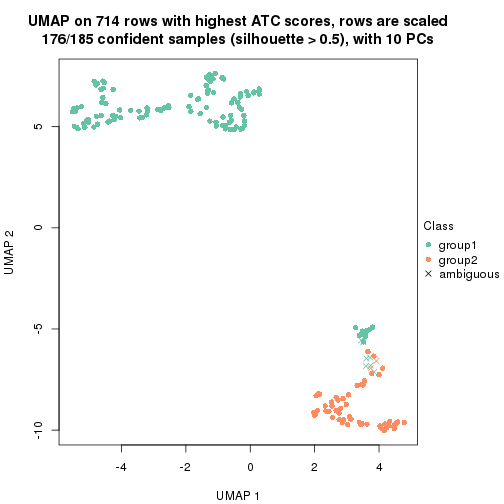 UMAP on 714 rows with highest ATC scores, rows are scaled
176/185 confident samples (silhouette > 0.5), with 10 PCs
5
0
-5
-10
UMAP 2
-4
-2
0
2
4
UMAP 1
Class
group1
group2
ambiguous